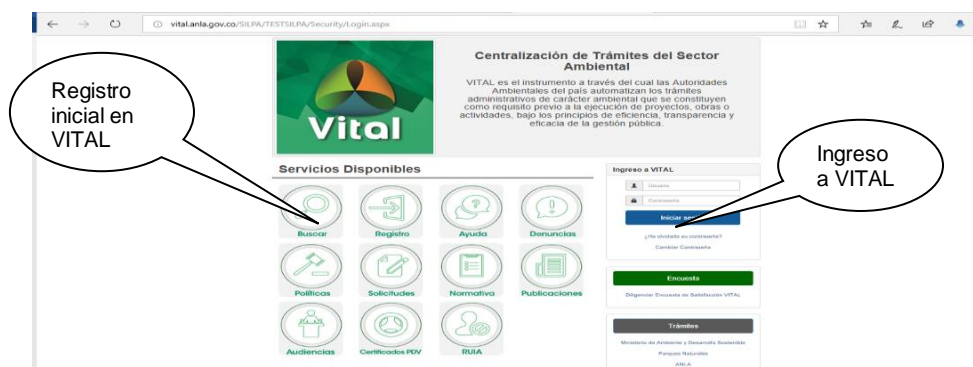 vital.anla.gov.co/SILPA/TESTSILPA/Security/Login.aspx
Registro
inicial en
VITAL
Vital
Centralización de Trámites del Sector
Ambiental
VITAL es el instrumento a través del cual las Autoridades
Ambientales del país automatizan los trámites
administrativos de carácter ambiental que se constituyen
como requisito previo a la ejecución de proyectos, obras o
actividades, bajo los principios de eficiencia, transparencia y
eficacia de la gestión pública.
Servicios Disponibles
Buscar
Registro
Ayuda
Denuncias
Políticas
Solicitudes
Normativa
Publicaciones
Audiencias
Certificados PDV
RUIA
Ingreso a VITAL
Usuario
Contraseña
Iniciar
¿Ha olvidado su contraseña?
Cambiar Contraseña
Ingreso
a VITAL
Encuesta
Diligenciar Encuesta de Satisfacción VITAL
Trámites
Ministerio de Ambiente y Desarrollo Sostenible
Parques Naturales
ANLA